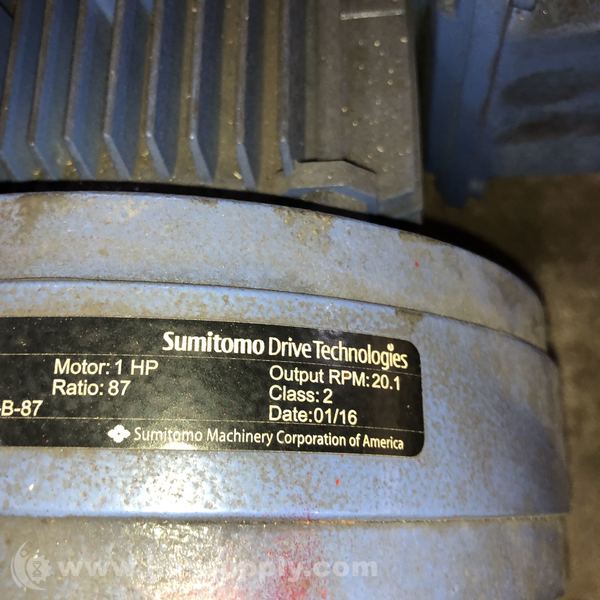 Sumitomo Drive Technologies
Motor: 1 HP Output RPM: 20.1
Ratio: 87 Class: 2
-B-87 Date:01/16
Sumitomo Machinery Corporation of America